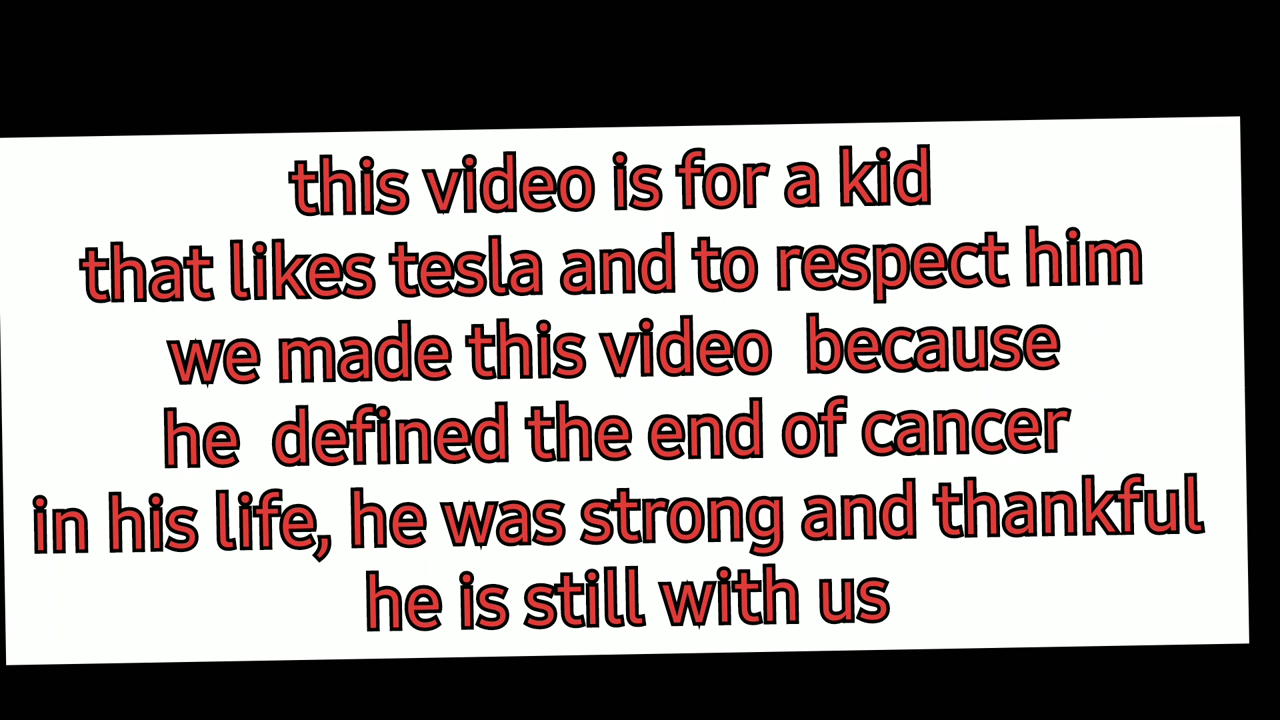 this video is for a kid
that likes tesla and to respect him
we made this video  because
he  defined the end of cancer
in his life, he was strong and thankful
he is still with us